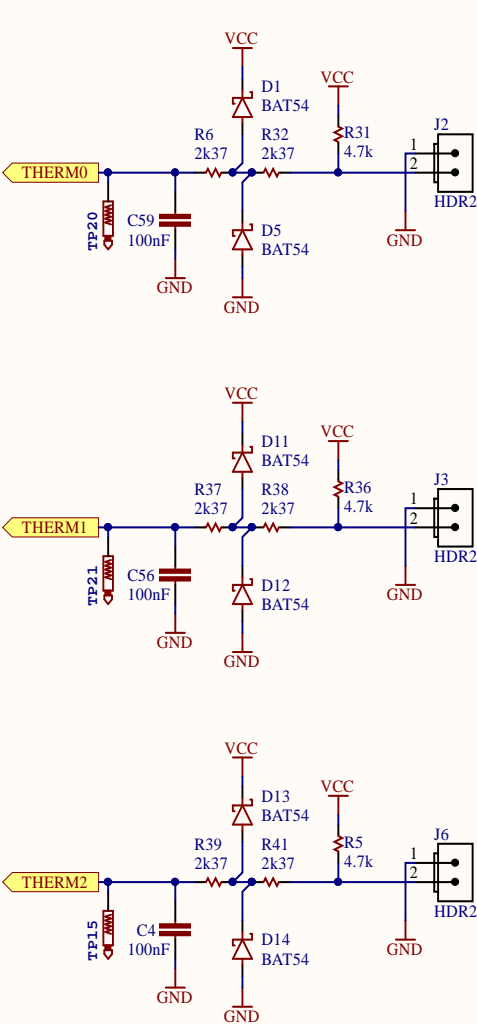 VCC
D1
BAT54
VCC
R6
2k37
R32
2k37
R31
4.7k
J2
1
2
HDR2
THERM0
TP20
C59
100nF
D5
BAT54
GND
GND
GND
VCC
D11
BAT54
VCC
R37
2k37
R38
2k37
R36
4.7k
J3
1
2
HDR2
THERM1
TP21
C56
100nF
D12
BAT54
GND
GND
GND
VCC
D13
BAT54
VCC
R39
2k37
R41
2k37
R5
4.7k
J6
1
2
HDR2
THERM2
TP15
C4
100nF
D14
BAT54
GND
GND
GND